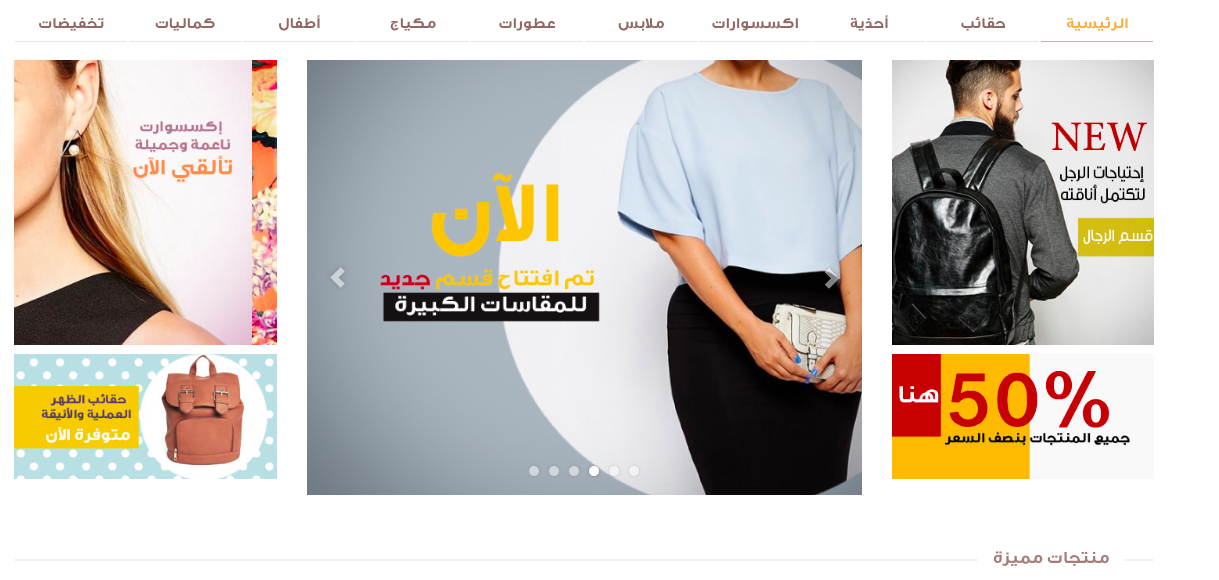 الرئيسية
حقائب
أحذية
اكسسوارات
ملابس
عطورات
مكياج
أطفال
كماليات
تخفيضات
NEW
إحتياجات الرجل
لتكتمل أناقته
قسم الرجال
50%
هنا
جميع المنتجات بنصف السعر
الآن
تم افتتاح قسم جديد
للمقاسات الكبيرة
إكسسوارت
ناعمة وجميلة
تألقي الآن
حقائب الظهر
العملية والأنيقة
متوفرة الآن
منتجات مميزة